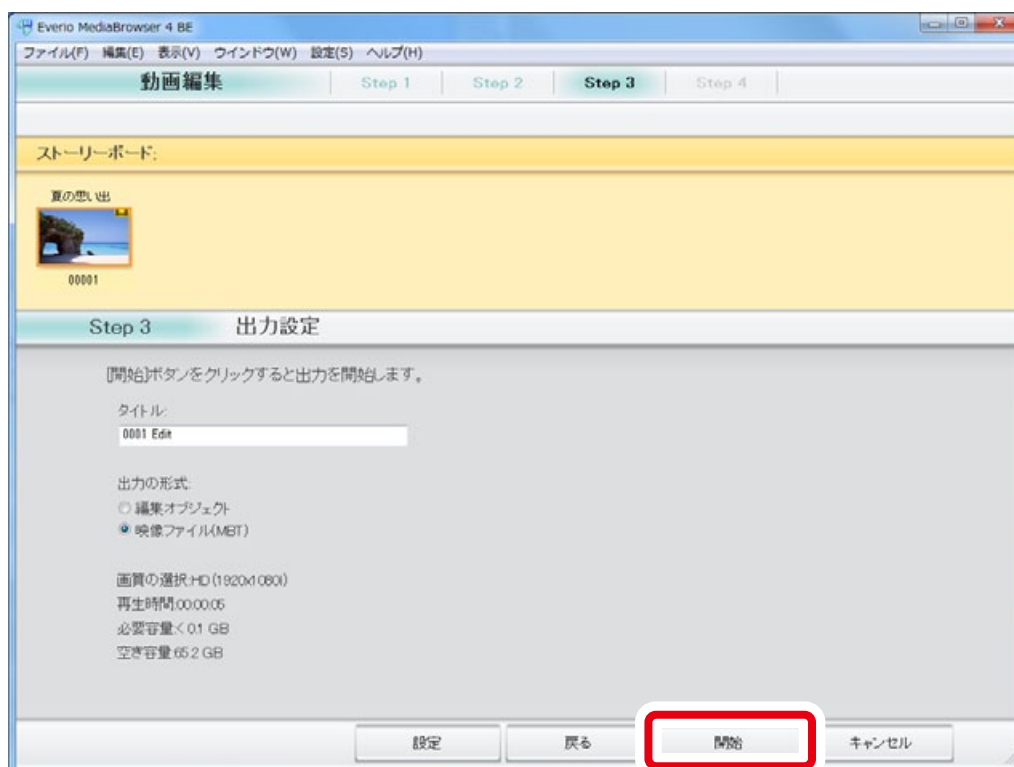 Everio MediaBrowser 4 BE
ファイル(F) 編集(E) 表示(V) ウインドウ(W) 設定(S) ヘルプ(H)
動画編集 Step 1 Step 2 Step 3 Step 4
ストーリーボード:
夏の思い出
00001
Step 3 出力設定
[開始]ボタンをクリックすると出力を開始します。
タイトル:
0001 Edit
出力の形式:
編集オブジェクト
映像ファイル(MBT)
画質の選択:HD (1920x1080i)
再生時間:00:00:05
必要容量:< 0.1 GB
空き容量:65.2 GB
設定 戻る 開始 キャンセル